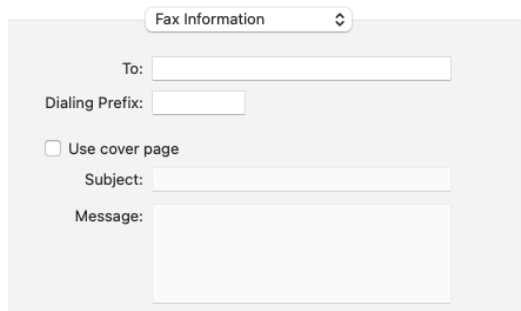 Fax Information
To:
Dialing Prefix:
Use cover page
Subject:
Message: